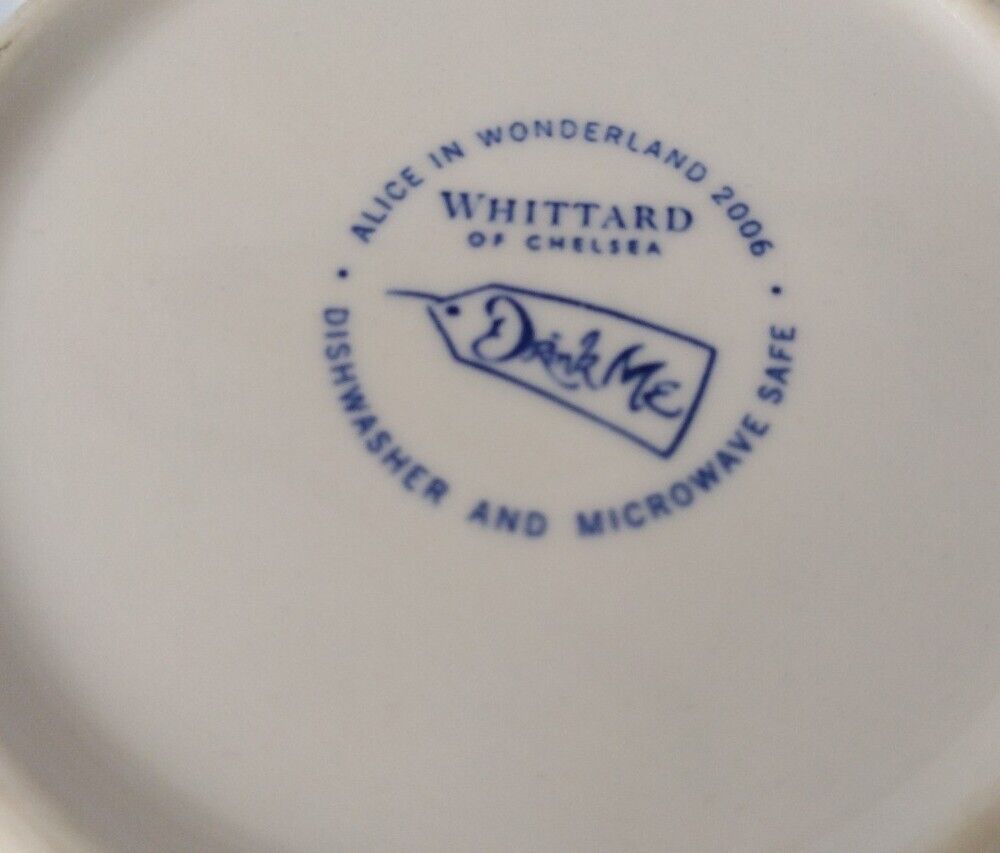 ALICE IN WONDERLAND 2006
WHITTARD
OF CHELSEA
Drink Me
• DISHWASHER AND MICROWAVE SAFE •